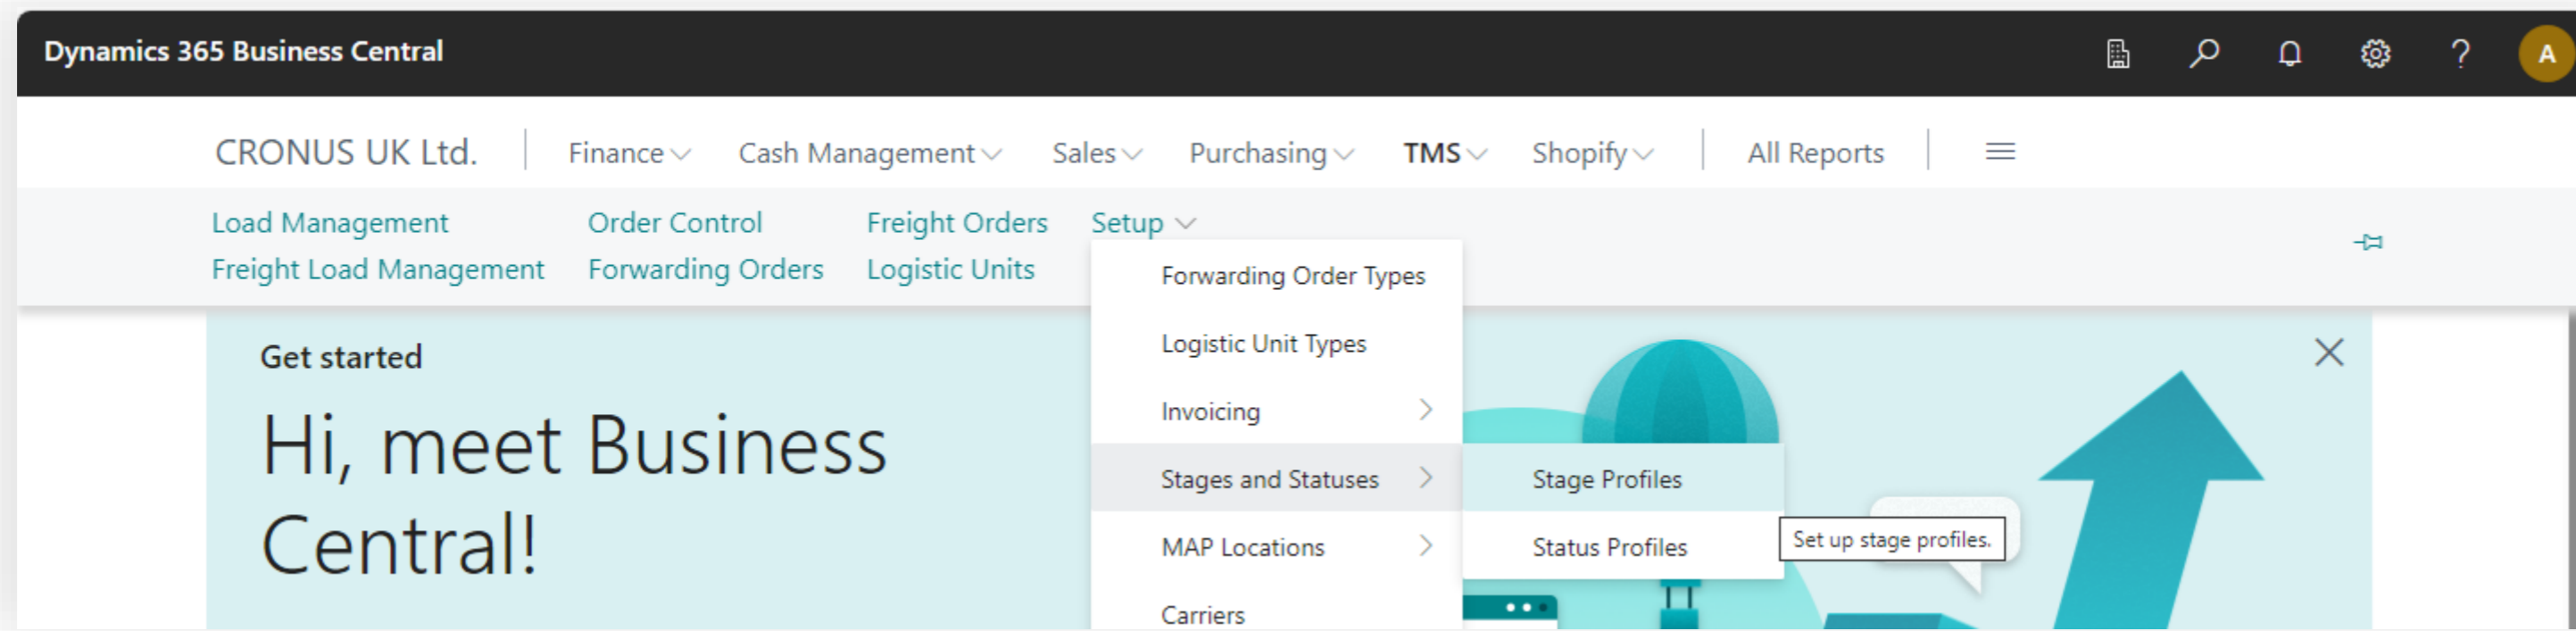 Dynamics 365 Business Central
A
CRONUS UK Ltd. Finance Cash Management Sales Purchasing TMS Shopify All Reports
Load Management Order Control Freight Orders Setup
Freight Load Management Forwarding Orders Logistic Units
Forwarding Order Types
Logistic Unit Types
Invoicing
Stages and Statuses
MAP Locations
Carriers
Stage Profiles
Status Profiles
Set up stage profiles.
Get started
Hi, meet Business
Central!